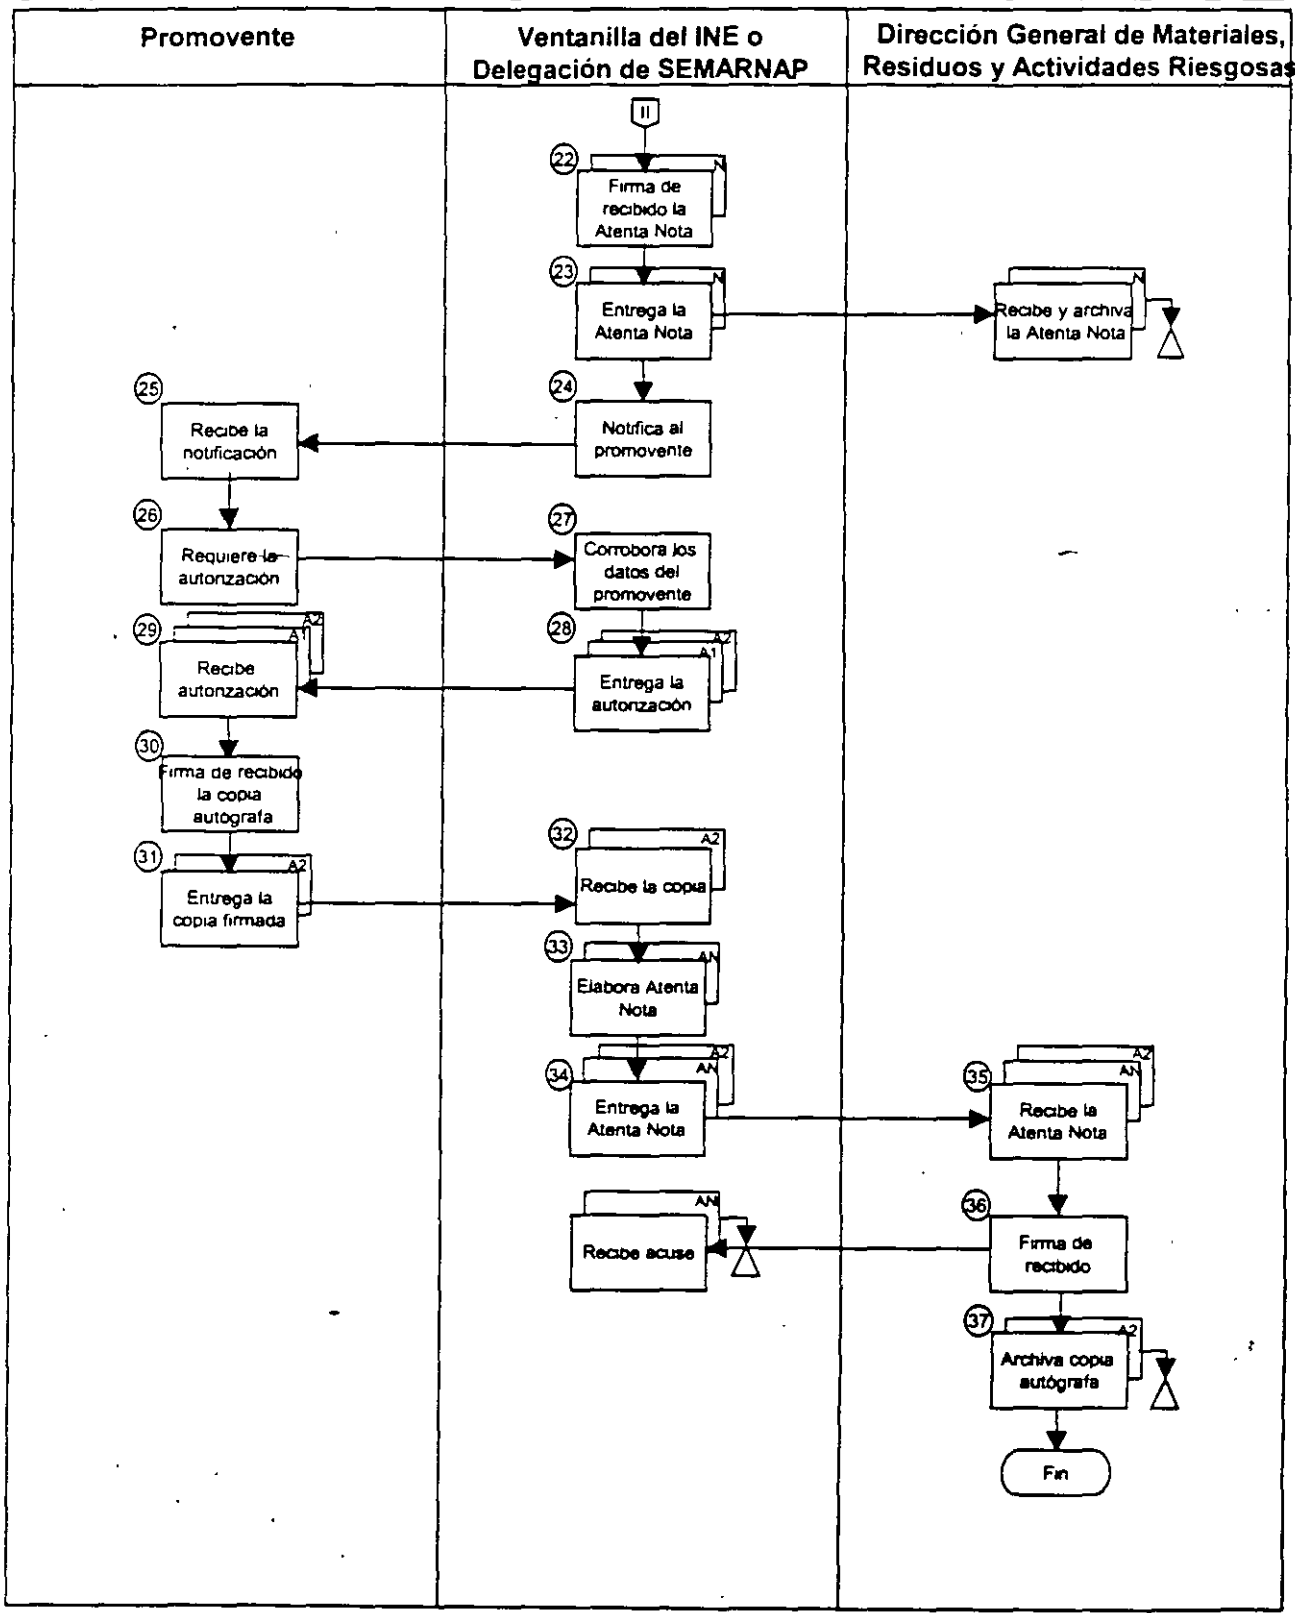 Promovente
Ventanilla del INE o
Delegación de SEMARNAP
Dirección General de Materiales,
Residuos y Actividades Riesgosas
II
22
N
Firma de
recibido la
Atenta Nota
23
N
Entrega la
Atenta Nota
N
Recibe y archiva
la Atenta Nota
24
Notifica al
promovente
25
Recibe la
notificación
26
Requiere la
autorización
27
Corrobora los
datos del
promovente
28
A2
A1
Entrega la
autorización
29
A2
A1
Recibe
autorización
30
Firma de recibido
la copia
autógrafa
31
A2
Entrega la
copia firmada
32
A2
Recibe la copia
33
AN
Elabora Atenta
Nota
34
A2
AN
Entrega la
Atenta Nota
35
A2
AN
Recibe la
Atenta Nota
36
Firma de
recibido
AN
Recibe acuse
37
A2
Archiva copia
autógrafa
Fin